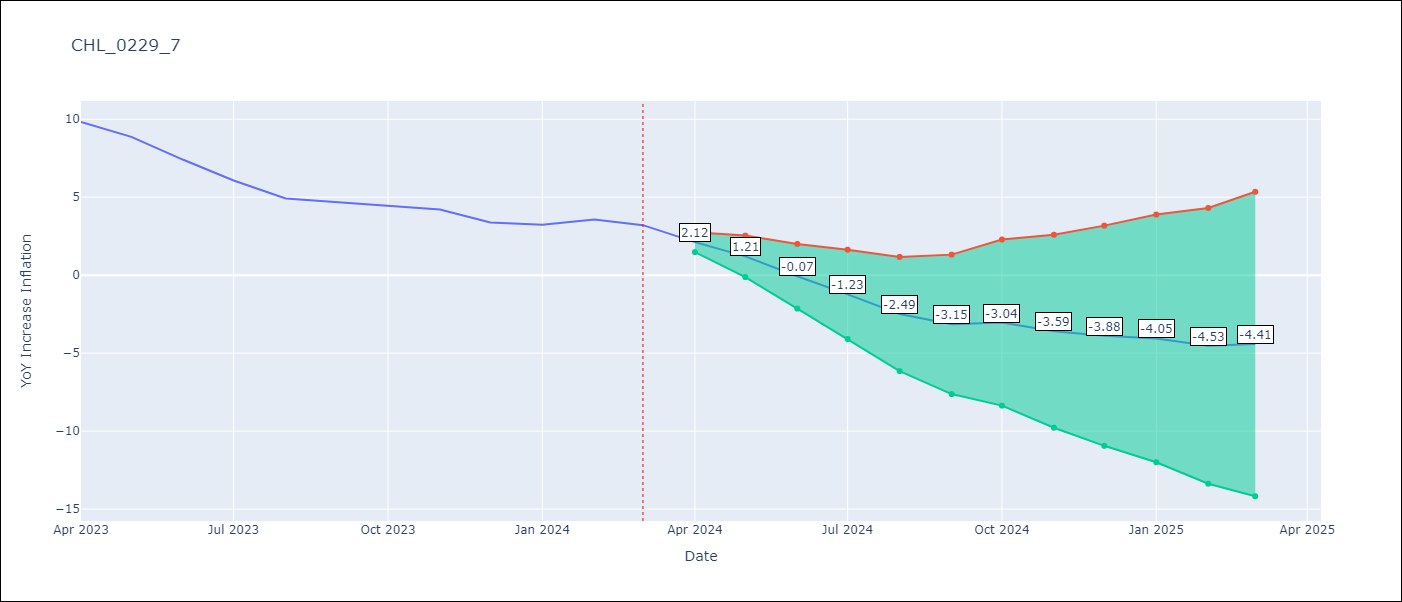 CHL_0229_7
YoY Increase Inflation
10
5
0
−5
−10
−15
2.12
1.21
-0.07
-1.23
-2.49
-3.15
-3.04
-3.59
-3.88
-4.05
-4.53
-4.41
Apr 2023
Jul 2023
Oct 2023
Jan 2024
Apr 2024
Jul 2024
Oct 2024
Jan 2025
Apr 2025
Date